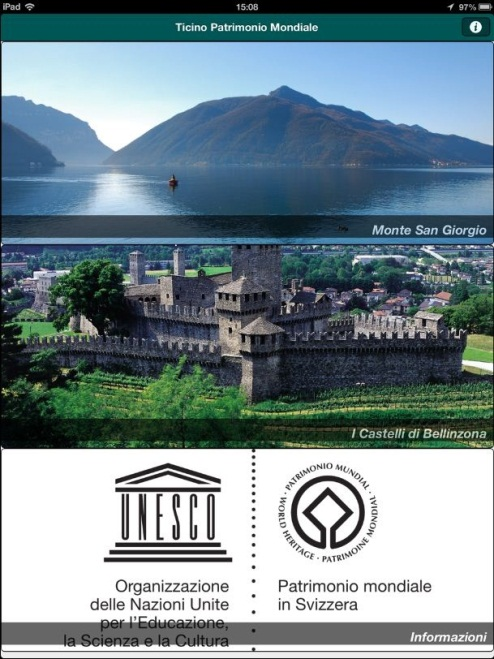 iPad 15:08 97%
Ticino Patrimonio Mondiale
i
Monte San Giorgio
I Castelli di Bellinzona
UNESCO
PATRIMONIO MUNDIAL · WORLD HERITAGE · PATRIMOINE MONDIAL ·
Organizzazione
delle Nazioni Unite
per l'Educazione,
la Scienza e la Cultura
Patrimonio mondiale
in Svizzera
Informazioni